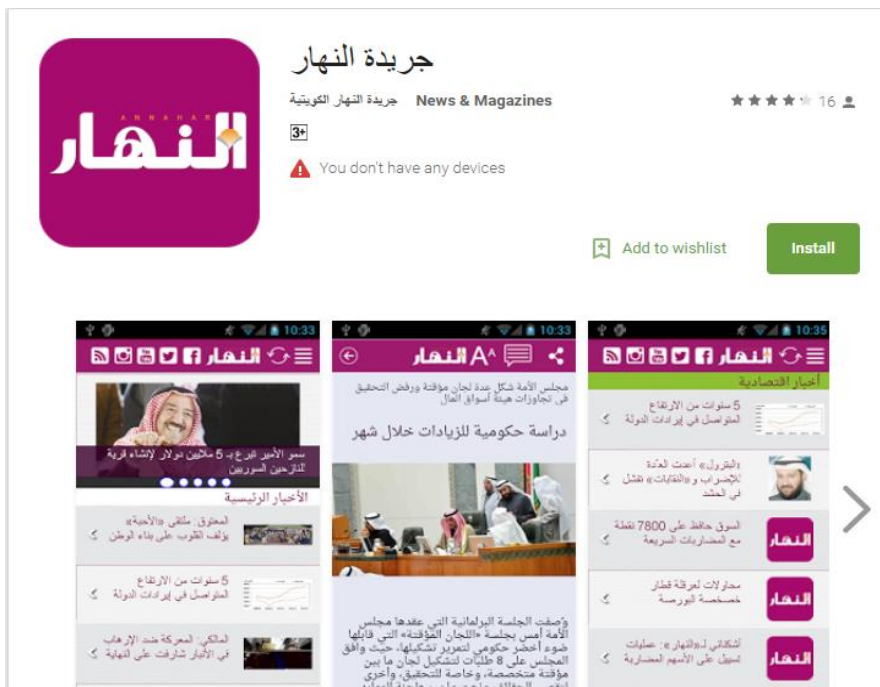 جريدة النهار
جريدة النهار الكويتية News & Magazines
16
3+
You don't have any devices
ANNAHAR
النهار
Add to wishlist
Install
10:33
النهار
سمو الأمير تبرع بـ 5 ملايين دولار لإنشاء قرية
للنازحين السوريين
الأخبار الرئيسية
المعتوق: ملتقى «الأحبة»
يؤلف القلوب على بناء الوطن
5 سنوات من الارتفاع
المتواصل في إيرادات الدولة
المالكي: المعركة ضد الإرهاب
في الأنبار شارفت على نهاية
10:33
النهار
مجلس الأمة شكل عدة لجان مؤقتة ورفض التحقيق
في تجاوزات هيئة أسواق المال
دراسة حكومية للزيادات خلال شهر
وصفت الجلسة البرلمانية التي عقدها مجلس
الأمة أمس بجلسة «اللجان المؤقتة» التي قابلها
ضوء أخضر حكومي لتمرير تشكيلها، حيث وافق
المجلس على 8 طلبات لتشكيل لجان ما بين
مؤقتة متخصصة، وخاصة للتحقيق، وأخرى
10:35
النهار
أخبار اقتصادية
5 سنوات من الارتفاع
المتواصل في إيرادات الدولة
«البترول» أعدت العدة
للإضراب و«النقابات» تفشل
في الحشد
السوق حافظ على 7800 نقطة
مع المضاربات السريعة
النهار
محاولات لعرقلة قطار
خصخصة البورصة
النهار
أشكناني لـ«النهار»: عمليات
تسييل على الأسهم المضاربية
النهار